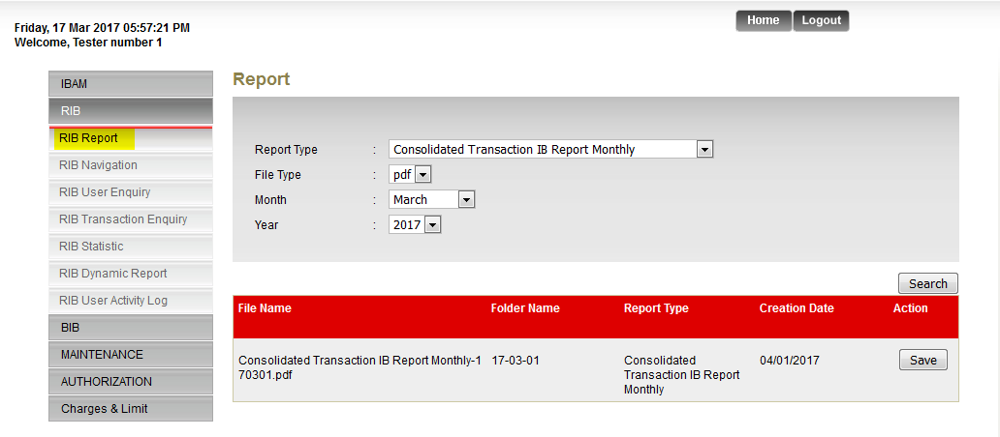 Friday, 17 Mar 2017 05:57:21 PM
Welcome, Tester number 1
Home Logout
IBAM
RIB
RIB Report
RIB Navigation
RIB User Enquiry
RIB Transaction Enquiry
RIB Statistic
RIB Dynamic Report
RIB User Activity Log
BIB
MAINTENANCE
AUTHORIZATION
Charges & Limit
Report
Report Type : Consolidated Transaction IB Report Monthly
File Type : pdf
Month : March
Year : 2017
Search
File Name Folder Name Report Type Creation Date Action
Consolidated Transaction IB Report Monthly-1 17-03-01 Consolidated 04/01/2017 Save
70301.pdf Transaction IB Report
Monthly